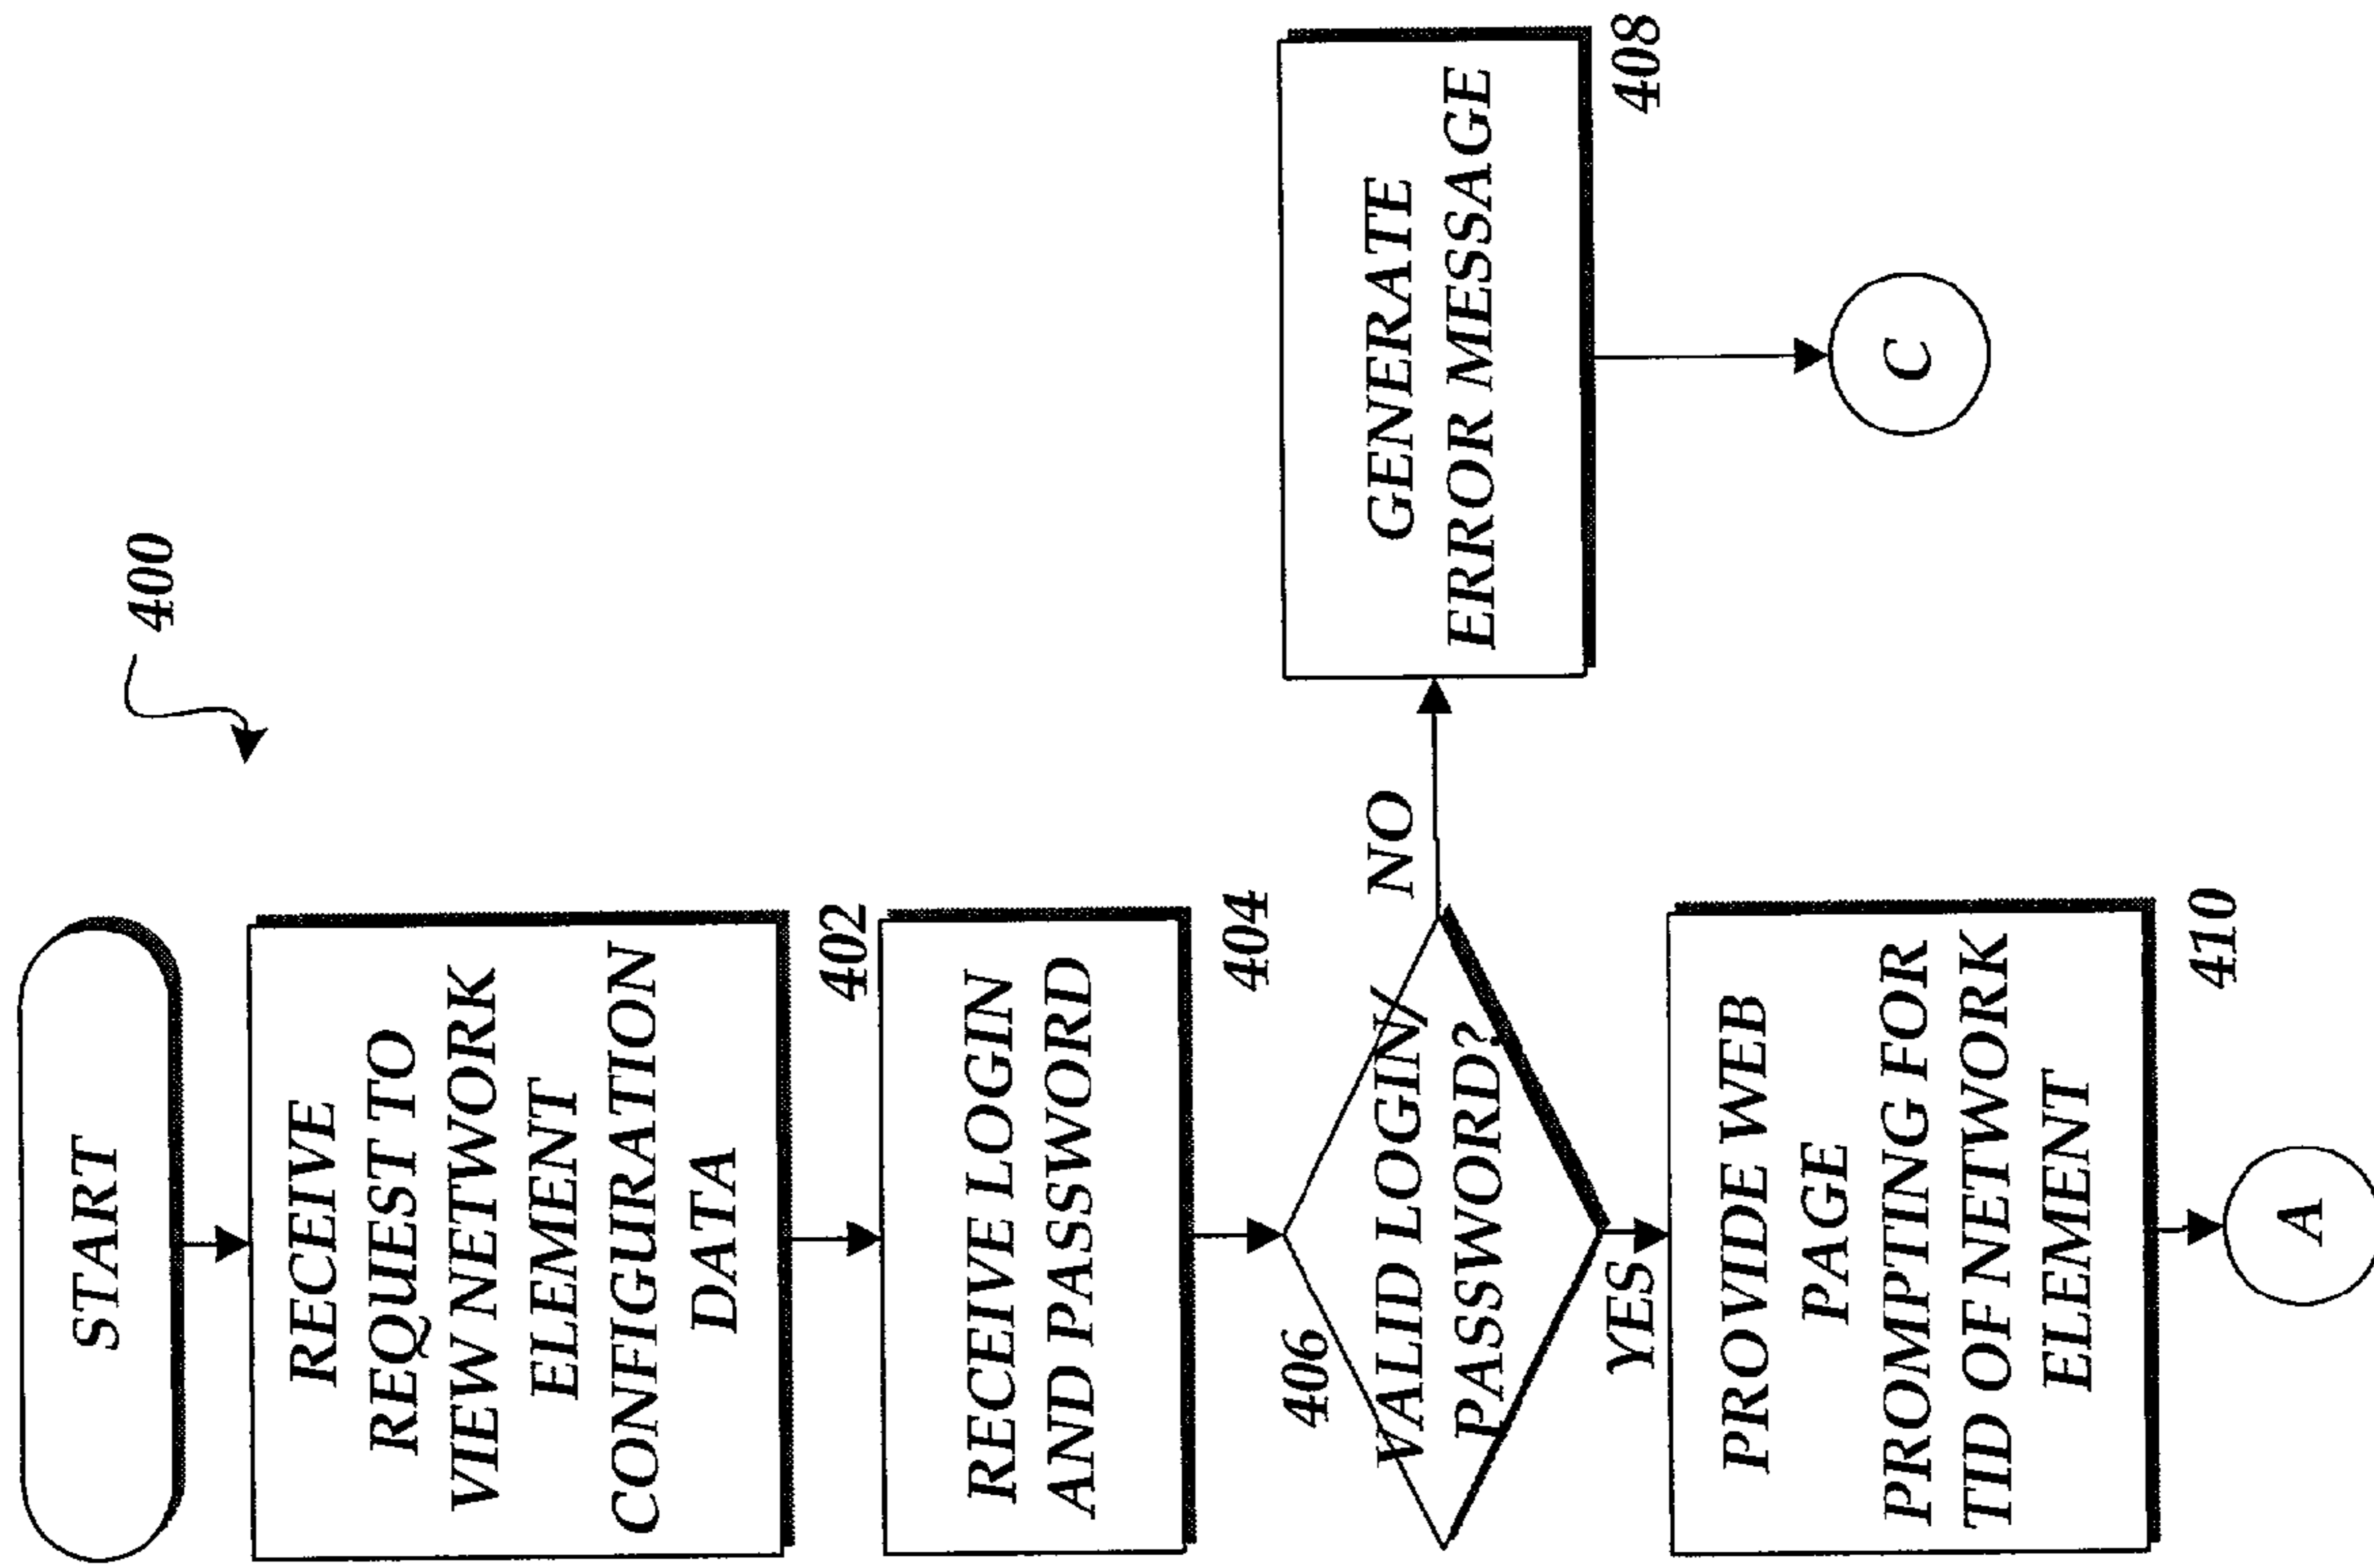 400
START
RECEIVE
REQUEST TO
VIEW NETWORK
ELEMENT
CONFIGURATION
DATA
402
RECEIVE LOGIN
AND PASSWORD
404
406
VALID LOGIN/
PASSWORD?
NO
GENERATE
ERROR MESSAGE
408
C
YES
PROVIDE WEB
PAGE
PROMPTING FOR
TID OF NETWORK
ELEMENT
410
A